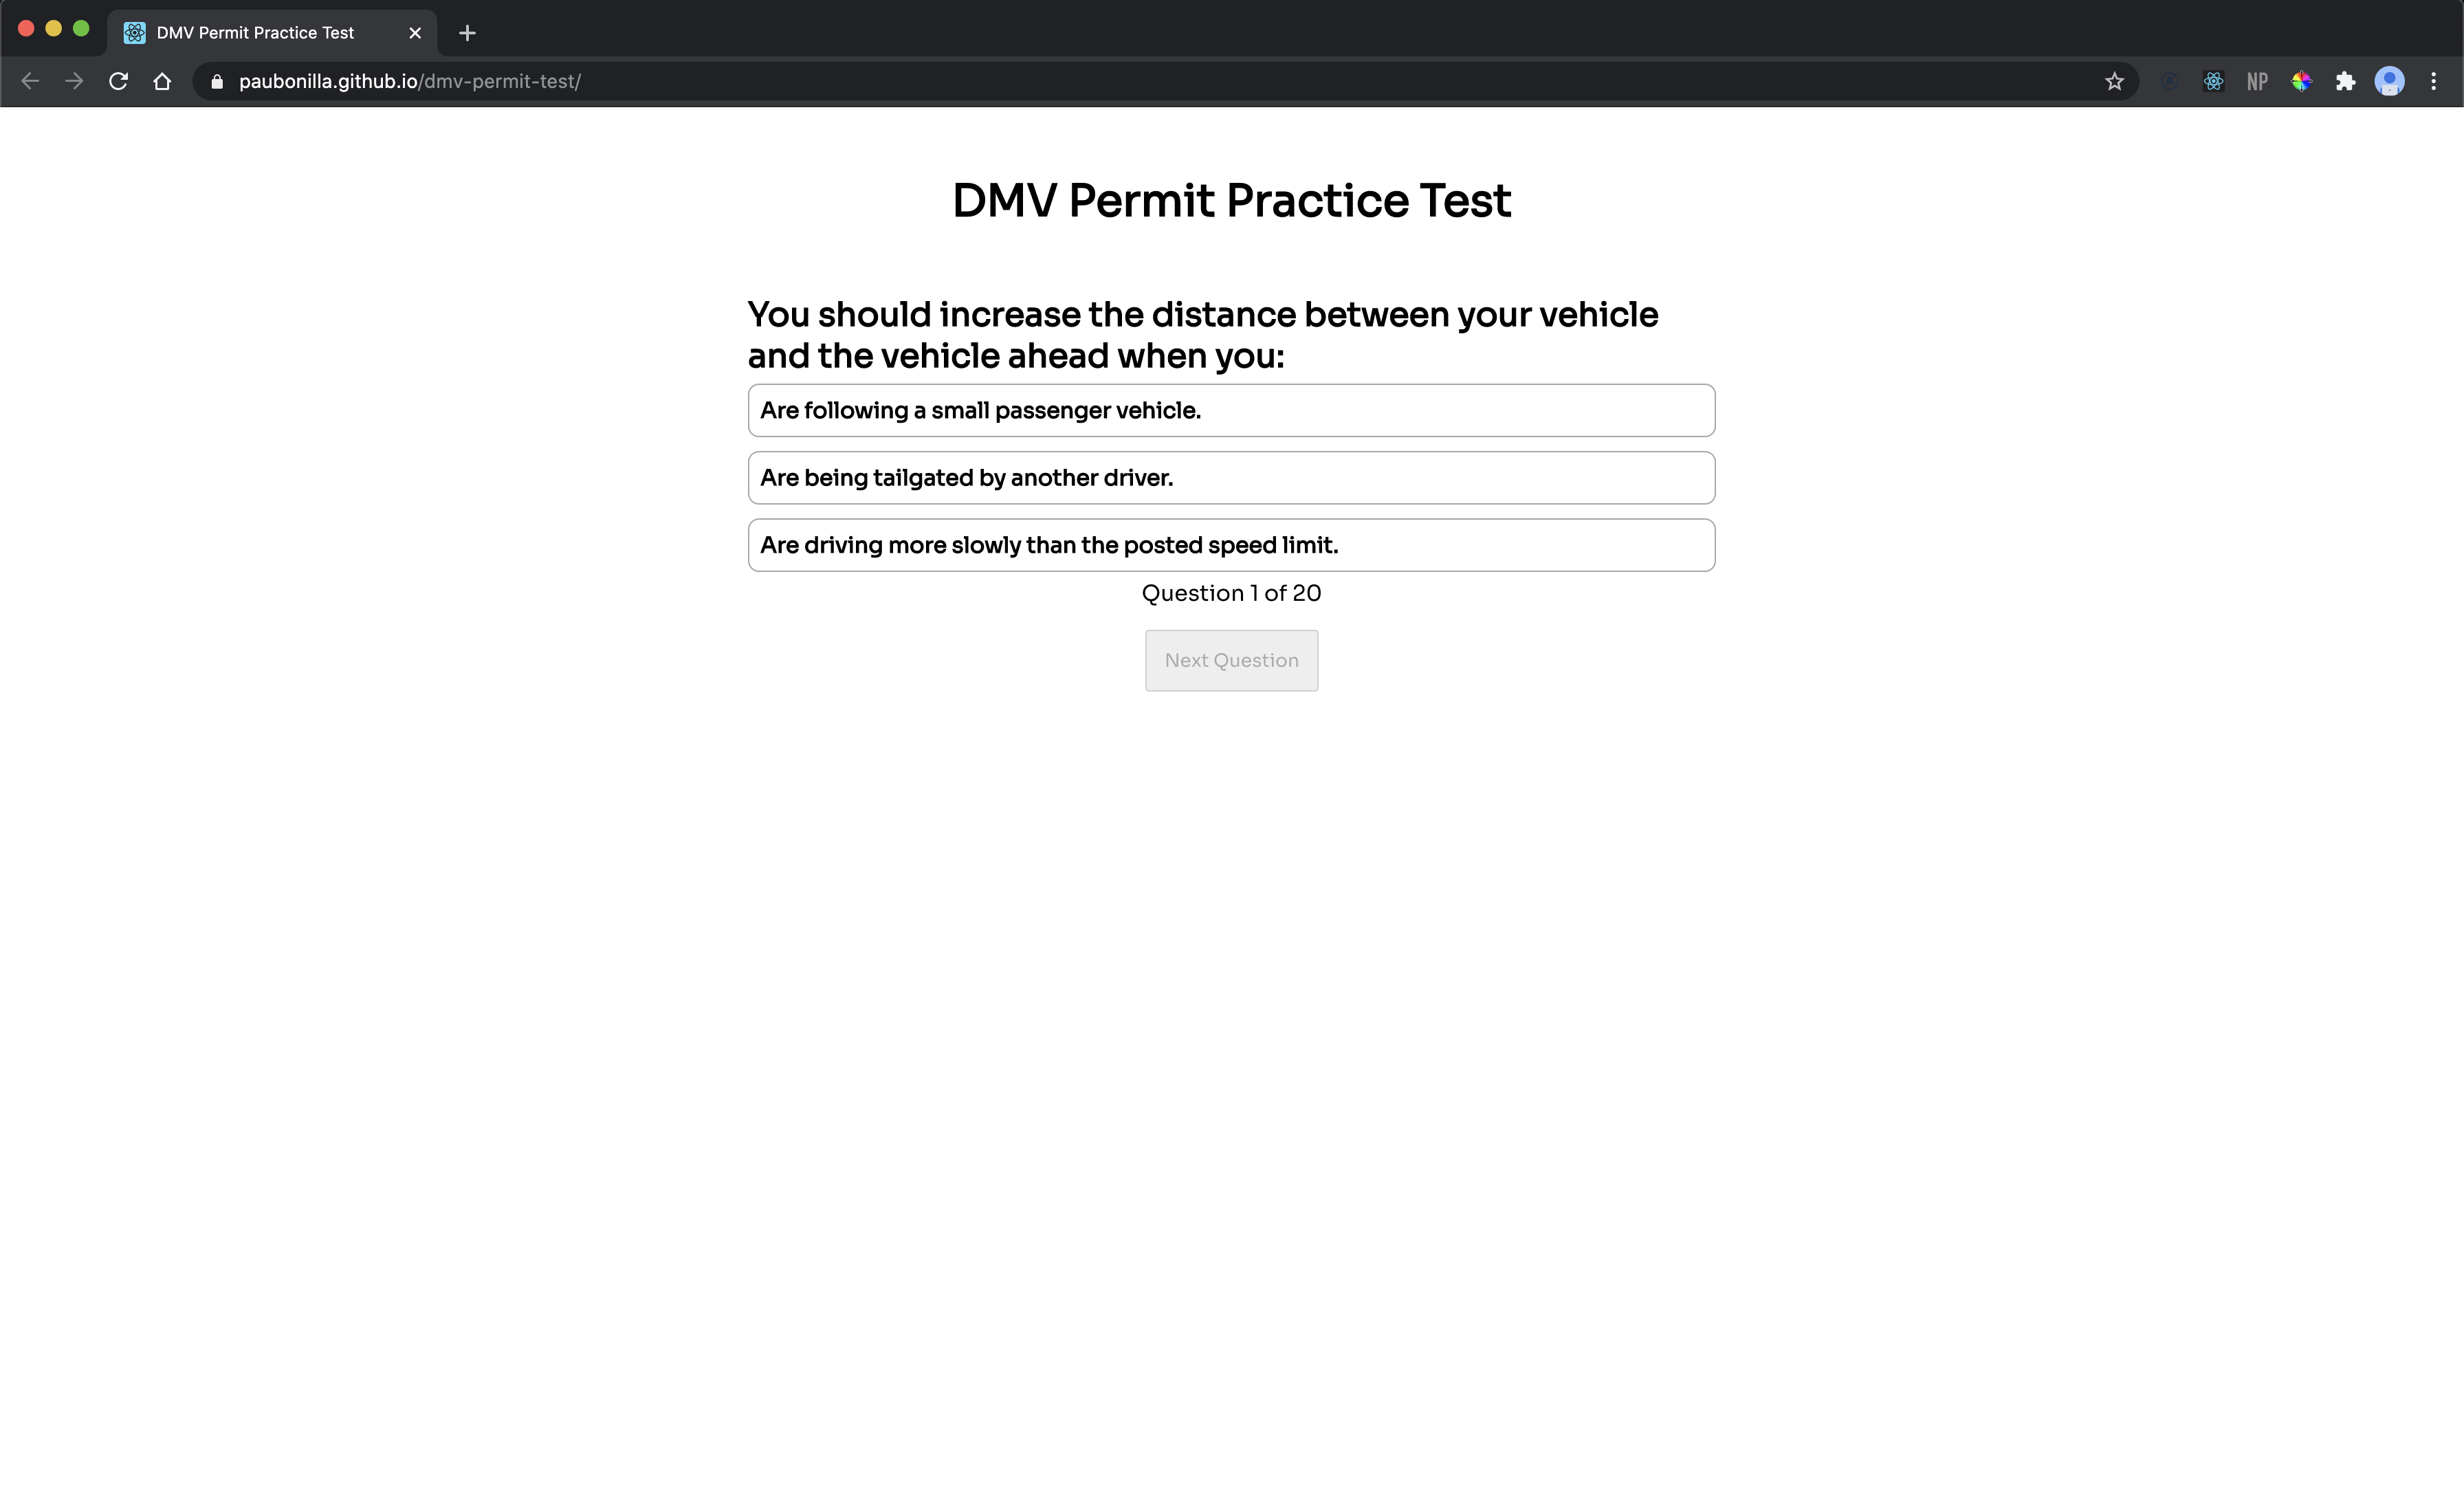 DMV Permit Practice Test
paubonilla.github.io/dmv-permit-test/
NP
DMV Permit Practice Test
You should increase the distance between your vehicle
and the vehicle ahead when you:
Are following a small passenger vehicle.
Are being tailgated by another driver.
Are driving more slowly than the posted speed limit.
Question 1 of 20
Next Question